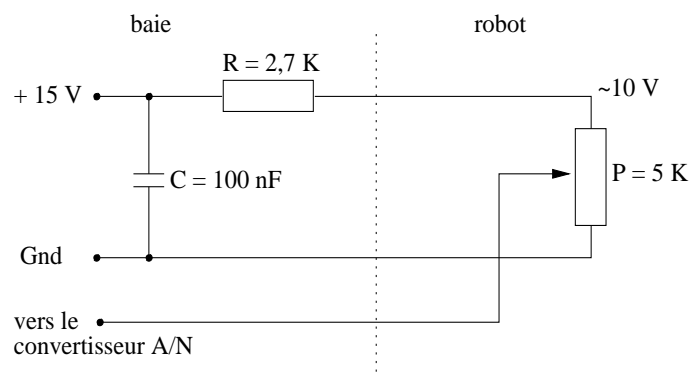 baie
robot
R = 2,7 K
+ 15 V
~10 V
C = 100 nF
P = 5 K
Gnd
vers le
convertisseur A/N